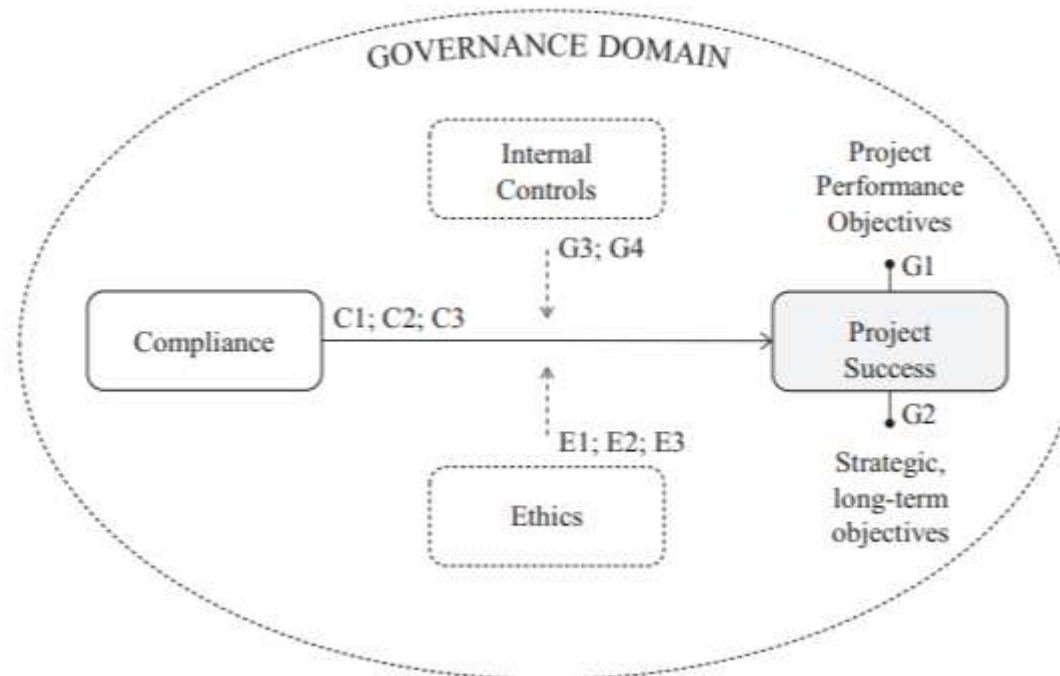 GOVERNANCE DOMAIN
Internal
Controls
G3; G4
Project
Performance
Objectives
G1
Compliance
C1; C2; C3
Project
Success
G2
E1; E2; E3
Ethics
Strategic,
long-term
objectives